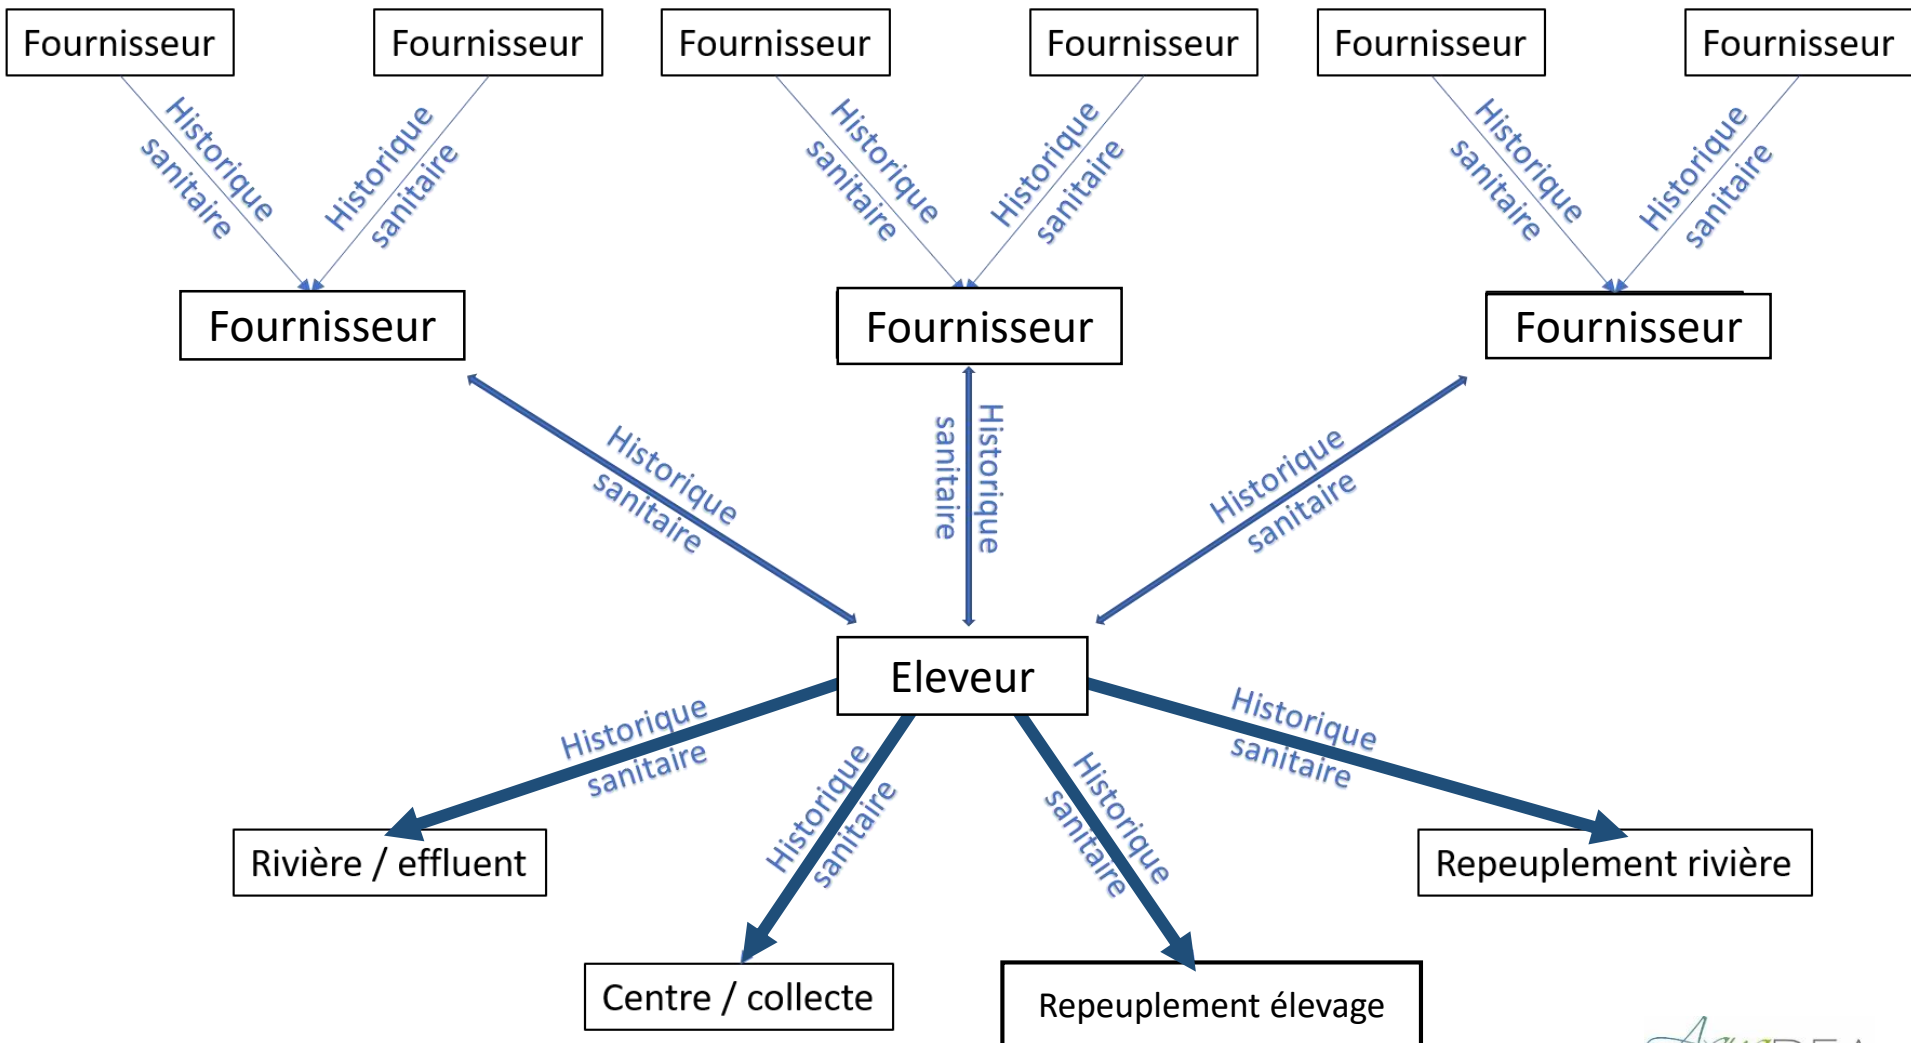 Fournisseur
Fournisseur
Fournisseur
Fournisseur
Fournisseur
Fournisseur
Historique
sanitaire
Historique
sanitaire
Historique
sanitaire
Historique
sanitaire
Historique
sanitaire
Historique
sanitaire
Fournisseur
Fournisseur
Fournisseur
Historique
sanitaire
Historique
sanitaire
Historique
sanitaire
Eleveur
Historique
sanitaire
Historique
sanitaire
Historique
sanitaire
Historique
sanitaire
Rivière / effluent
Repeuplement rivière
Centre / collecte
Repeuplement élevage